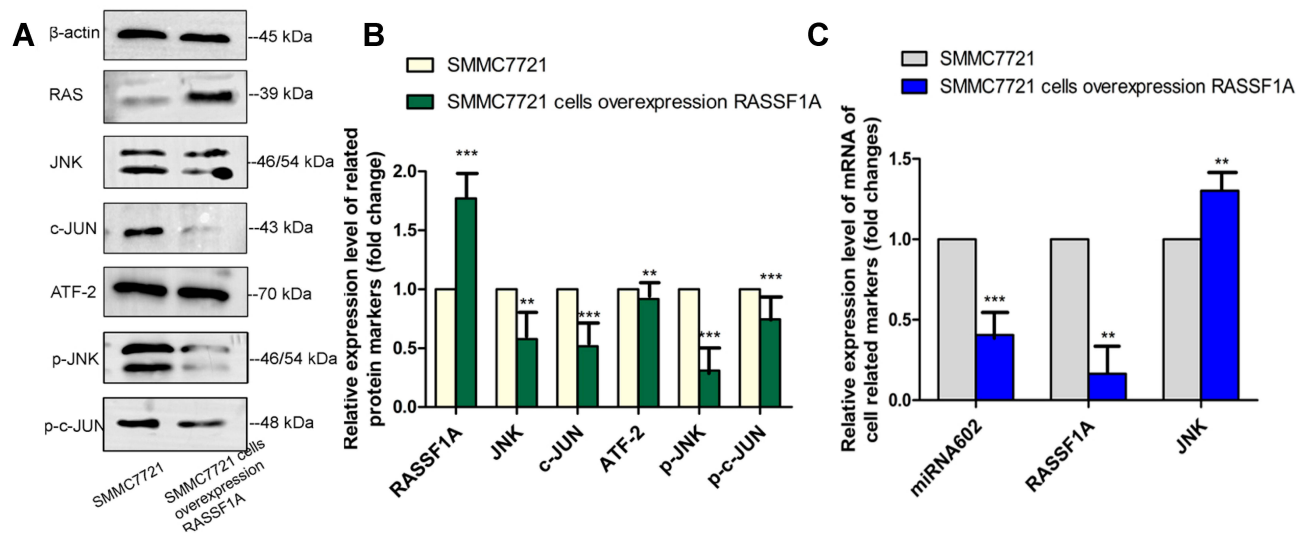 A
β-actin
--45 kDa
RAS
--39 kDa
JNK
--46/54 kDa
c-JUN
--43 kDa
ATF-2
--70 kDa
p-JNK
--46/54 kDa
p-c-JUN
--48 kDa
SMMC7721
SMMC7721 cells
overexpression
RASSF1A
B
SMMC7721
SMMC7721 cells overexpression RASSF1A
Relative expression level of related
protein markers (fold change)
2.0
1.5
1.0
0.5
0.0
***
**
***
**
***
***
RASSF1A
JNK
c-JUN
ATF-2
p-JNK
p-c-JUN
C
SMMC7721
SMMC7721 cells overexpression RASSF1A
Relative expression level of mRNA of
cell related markers (fold changes)
1.5
1.0
0.5
0.0
***
**
**
miRNA602
RASSF1A
JNK